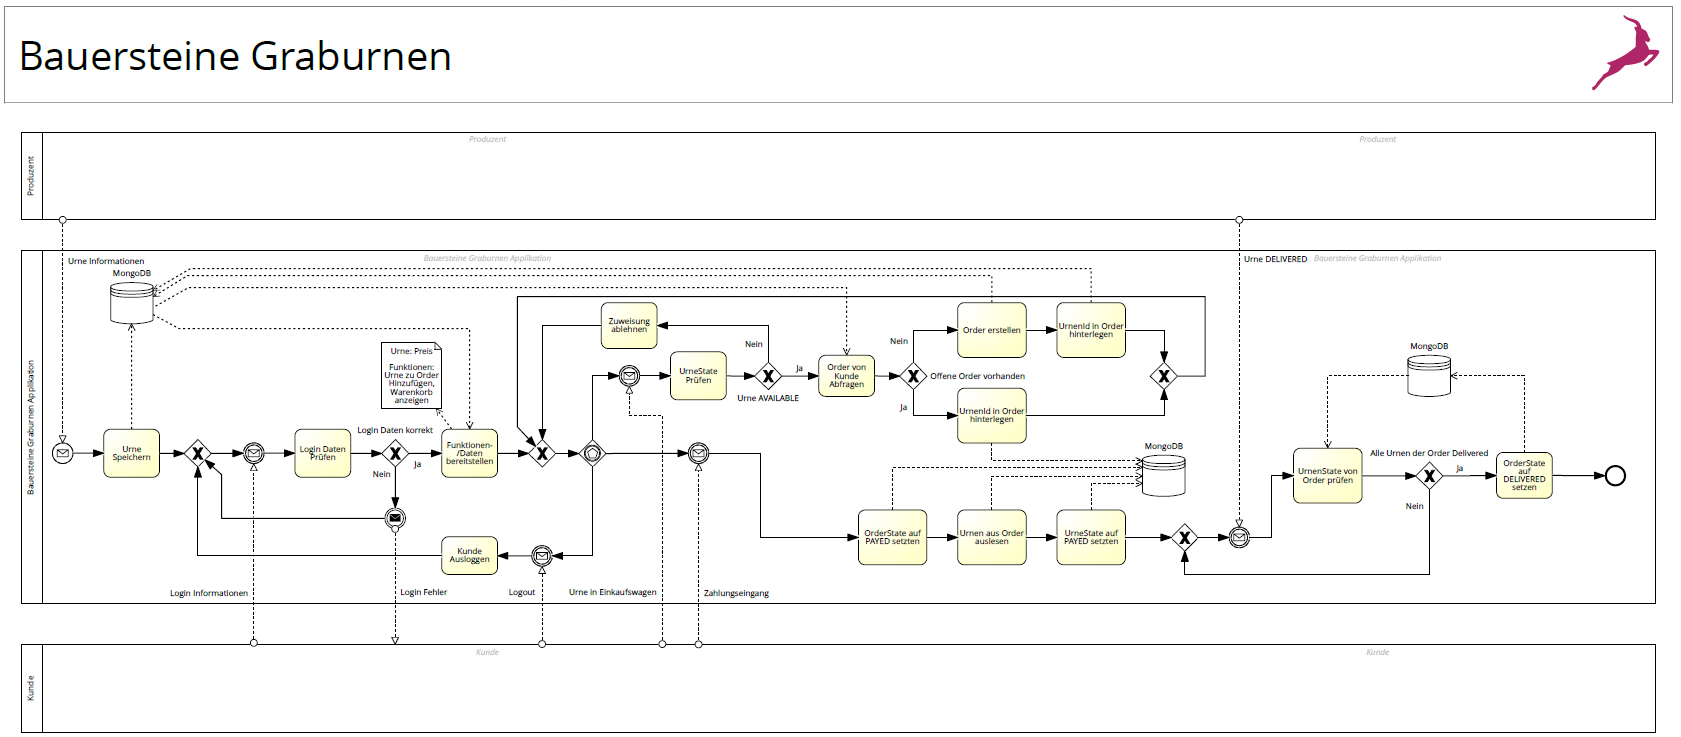 Bauersteine Graburnen
Produzent
Produzent
Produzent
Urne Informationen
MongoDB
Bauersteine Graburnen Applikation
Urne DELIVERED
Bauersteine Graburnen Applikation
Bauersteine Graburnen Applikation
Zuweisung
ablehnen
Order erstellen
UrnenId in Order
hinterlegen
Nein
Nein
Urne: Preis
Funktionen:
Urne zu Order
Hinzufügen,
Warenkorb
anzeigen
UrneState
Prüfen
Ja
Urne AVAILABLE
Order von
Kunde
Abfragen
Offene Order vorhanden
Ja
UrnenId in Order
hinterlegen
MongoDB
Urne
Speichern
Login Daten
Prüfen
Login Daten korrekt
Ja
Nein
Funktionen-
/Daten
bereitstellen
MongoDB
UrnenState von
Order prüfen
Alle Urnen der Order Delivered
Ja
Nein
OrderState
auf
DELIVERED
setzen
OrderState auf
PAYED setzten
Urnen aus Order
auslesen
UrneState auf
PAYED setzten
Kunde
Ausloggen
Login Informationen
Login Fehler
Logout
Urne in Einkaufswagen
Zahlungseingang
Kunde
Kunde
Kunde